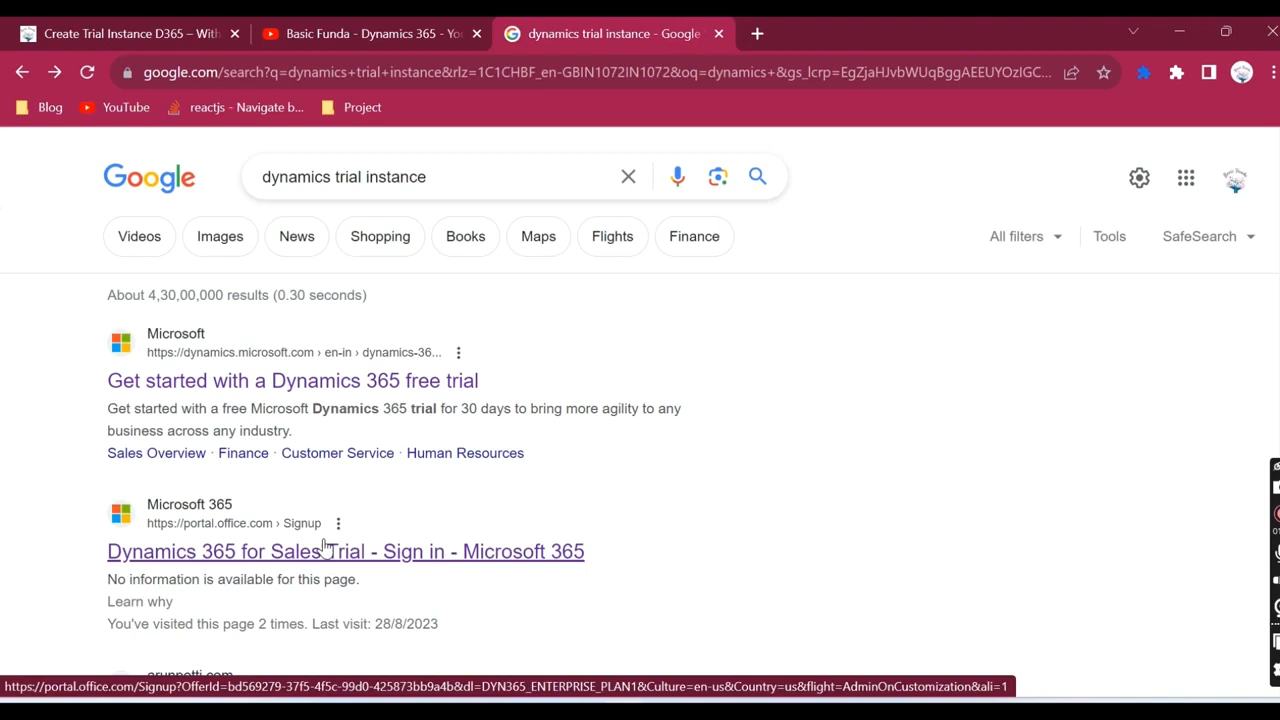 Create Trial Instance D365 – With
Basic Funda - Dynamics 365 - Yo
dynamics trial instance - Google
google.com/search?q=dynamics+trial+instance&rlz=1C1CHBF_en-GBIN1072IN1072&oq=dynamics+&gs_lcrp=EgZjaHJvbWUqBggAEEUYOzIGC...
Blog YouTube reactjs - Navigate b... Project
Google
dynamics trial instance
Videos Images News Shopping Books Maps Flights Finance
All filters Tools SafeSearch
About 4,30,00,000 results (0.30 seconds)
Microsoft
https://dynamics.microsoft.com › en-in › dynamics-36...
Get started with a Dynamics 365 free trial
Get started with a free Microsoft Dynamics 365 trial for 30 days to bring more agility to any
business across any industry.
Sales Overview · Finance · Customer Service · Human Resources
Microsoft 365
https://portal.office.com › Signup
Dynamics 365 for Sales Trial - Sign in - Microsoft 365
No information is available for this page.
Learn why
You've visited this page 2 times. Last visit: 28/8/2023
https://portal.office.com/Signup?OfferId=bd569279-37f5-4f5c-99d0-425873bb9a4b&dl=DYN365_ENTERPRISE_PLAN1&Culture=en-us&Country=us&flight=AdminOnCustomization&ali=1